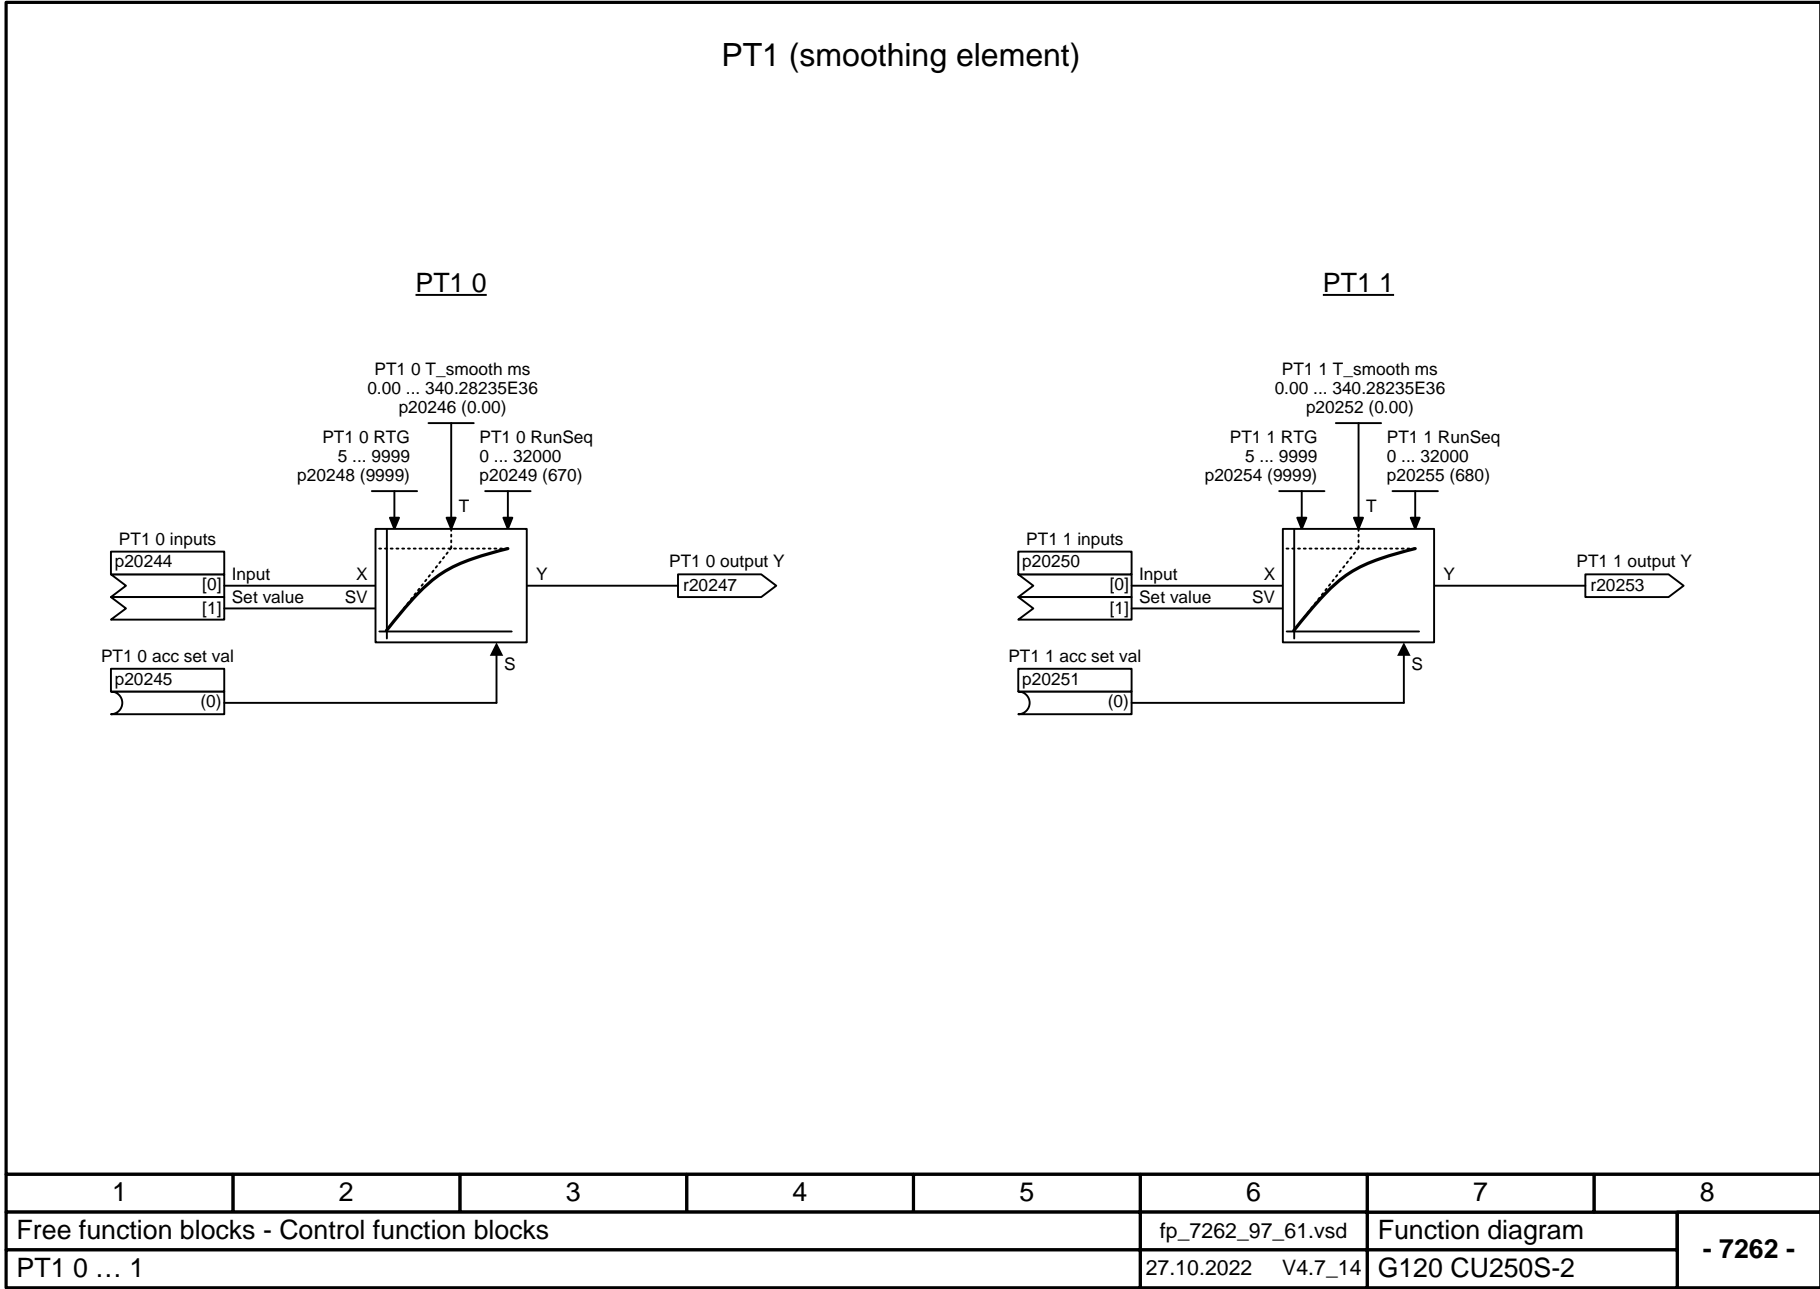 PT1 (smoothing element)
PT1 0
PT1 0 T_smooth ms
0.00 ... 340.28235E36
p20246 (0.00)
PT1 0 RTG
5 ... 9999
p20248 (9999)
PT1 0 RunSeq
0 ... 32000
p20249 (670)
T
PT1 0 inputs
p20244
[0]
[1]
Input X
Set value SV
Y
PT1 0 output Y
r20247
PT1 0 acc set val
p20245
(0)
S
PT1 1
PT1 1 T_smooth ms
0.00 ... 340.28235E36
p20252 (0.00)
PT1 1 RTG
5 ... 9999
p20254 (9999)
PT1 1 RunSeq
0 ... 32000
p20255 (680)
T
PT1 1 inputs
p20250
[0]
[1]
Input X
Set value SV
Y
PT1 1 output Y
r20253
PT1 1 acc set val
p20251
(0)
S
1 2 3 4 5 6 7 8
Free function blocks - Control function blocks fp_7262_97_61.vsd Function diagram
- 7262 -
PT1 0 … 1 27.10.2022 V4.7_14 G120 CU250S-2